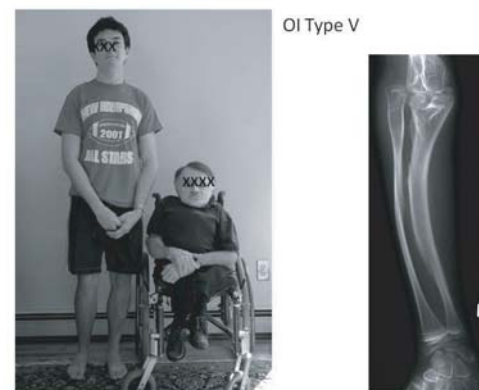 OI Type V
XXX
NEW HAMPSHIRE
2001
ALL STARS
XXXX